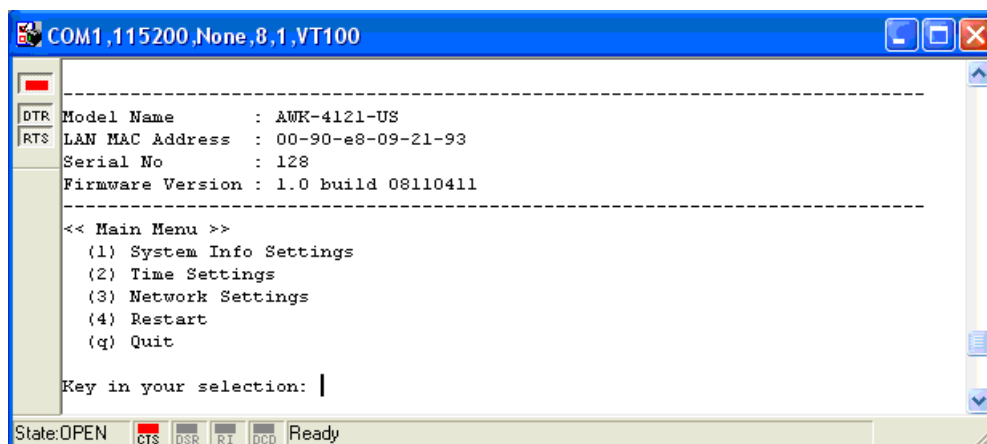 COM1,115200,None,8,1,VT100
-----------------------------------------------------------------------------
DTR Model Name : AWK-4121-US
RTS LAN MAC Address : 00-90-e8-09-21-93
Serial No : 128
Firmware Version : 1.0 build 08110411
-----------------------------------------------------------------------------
<< Main Menu >>
(1) System Info Settings
(2) Time Settings
(3) Network Settings
(4) Restart
(q) Quit
Key in your selection:
State:OPEN CTS DSR RI DCD Ready